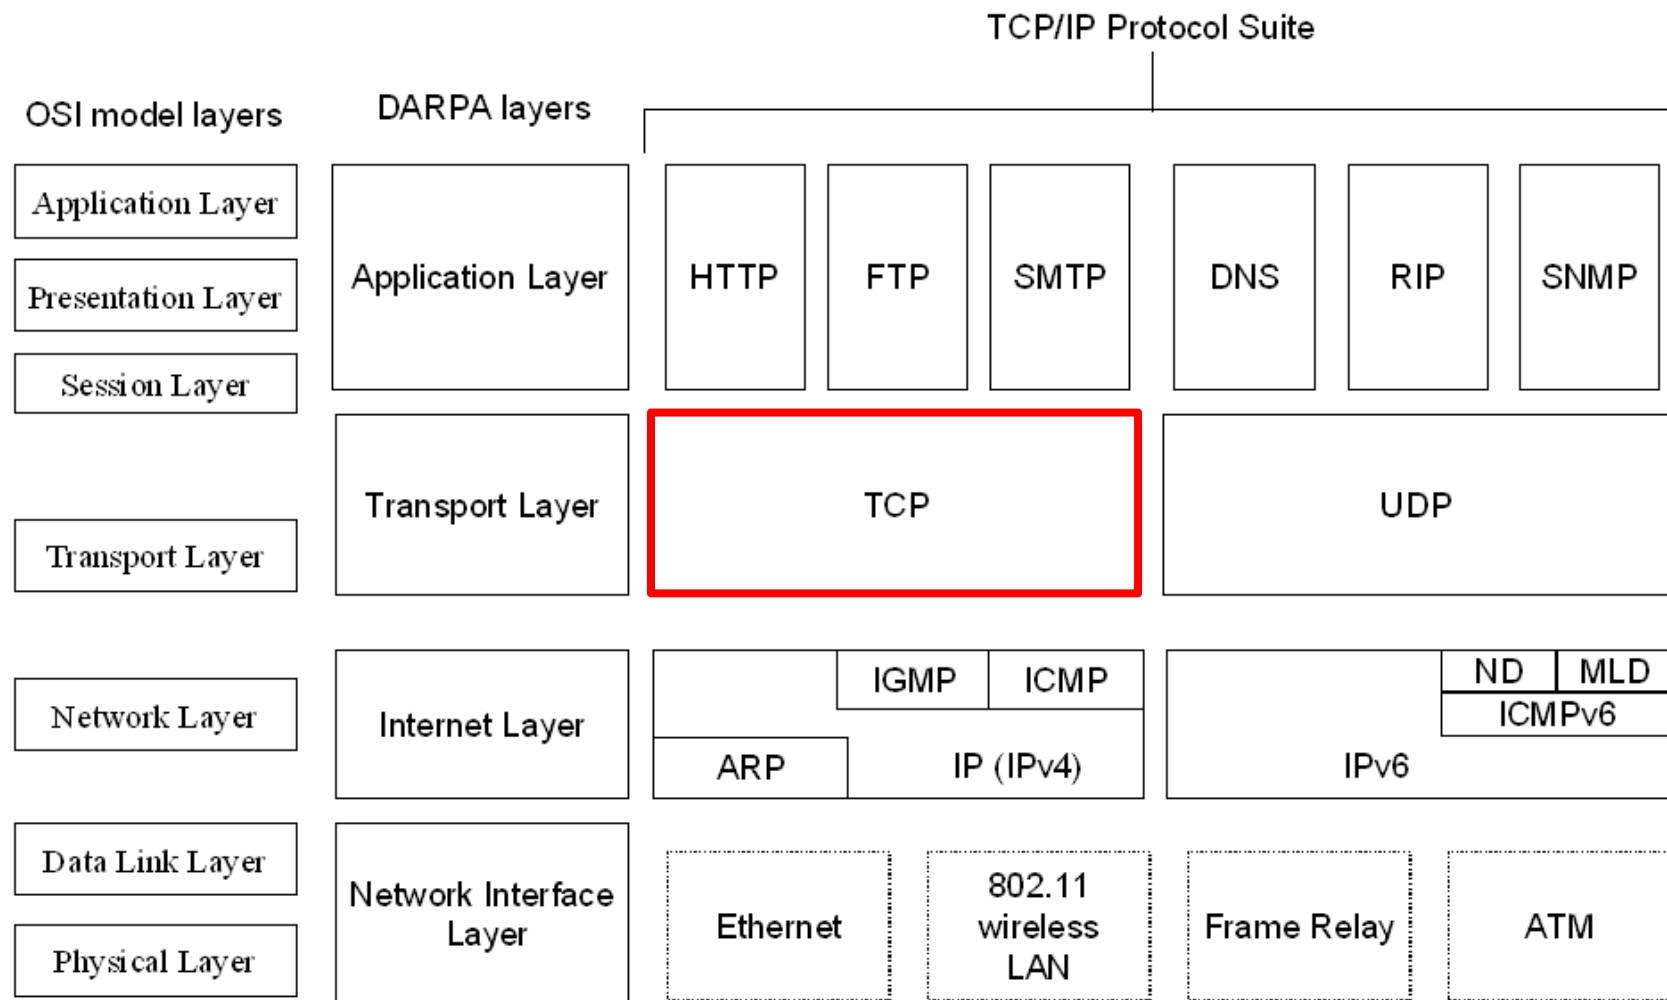 TCP/IP Protocol Suite
OSI model layers
DARPA layers
Application Layer
Presentation Layer
Session Layer
Application Layer
HTTP
FTP
SMTP
DNS
RIP
SNMP
Transport Layer
Transport Layer
TCP
UDP
Network Layer
Internet Layer
IGMP
ICMP
ARP
IP (IPv4)
ND
MLD
ICMPv6
IPv6
Data Link Layer
Physical Layer
Network Interface
Layer
Ethernet
802.11
wireless
LAN
Frame Relay
ATM